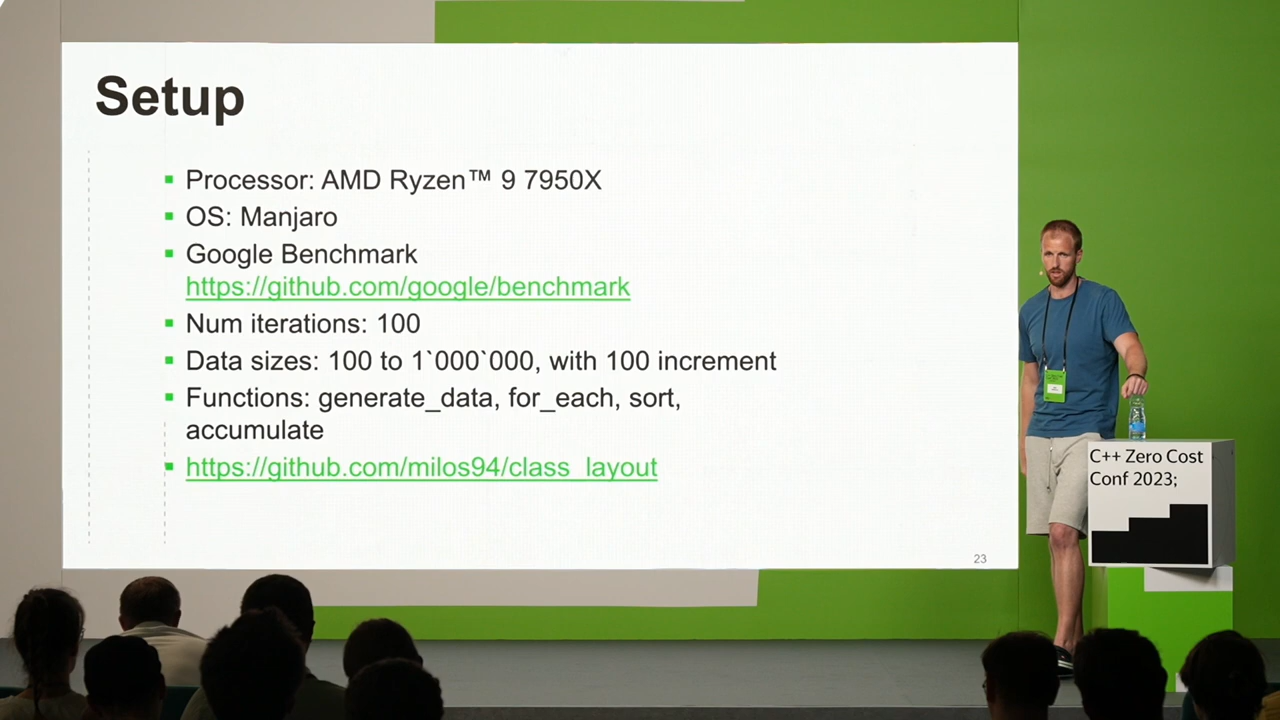 Setup
Processor: AMD Ryzen™ 9 7950X
OS: Manjaro
Google Benchmark
https://github.com/google/benchmark
Num iterations: 100
Data sizes: 100 to 1`000`000, with 100 increment
Functions: generate_data, for_each, sort,
accumulate
https://github.com/milos94/class_layout
23
C++ Zero Cost
Conf 2023;